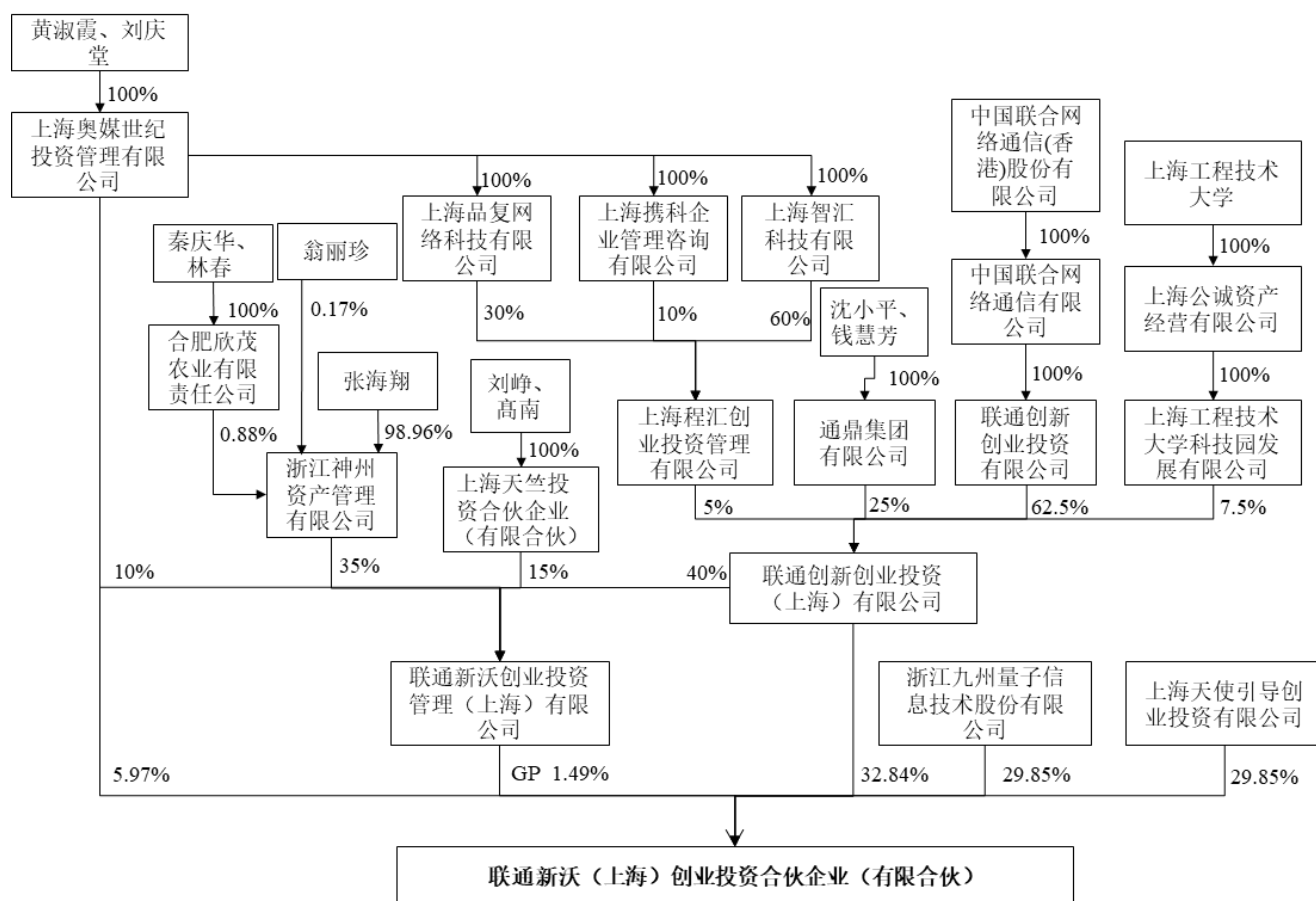 黄淑霞、刘庆
堂
100%
上海奥媒世纪
投资管理有限
公司
中国联合网
络通信(香
港)股份有
限公司
上海工程技术
大学
100%
100%
100%
上海品复网
络科技有限
公司
上海携科企
业管理咨询
有限公司
上海智汇
科技有限
公司
秦庆华、
林春
翁丽珍
100%
100%
100%
0.17%
30%
10%
60%
沈小平、
钱慧芳
中国联合网
络通信有限
公司
上海公诚资产
经营有限公司
合肥欣茂
农业有限
责任公司
张海翔
刘峥、
髙南
100%
100%
100%
0.88%
98.96%
100%
上海程汇创
业投资管理
有限公司
通鼎集团
有限公司
联通创新
创业投资
有限公司
上海工程技术
大学科技园发
展有限公司
浙江神州
资产管理
有限公司
上海天竺投
资合伙企业
（有限合伙）
5%
25%
62.5%
7.5%
10%
35%
15%
40%
联通创新创业投资
（上海）有限公司
联通新沃创业投资
管理（上海）有限
公司
浙江九州量子信
息技术股份有限
公司
上海天使引导创
业投资有限公司
5.97%
GP 1.49%
32.84%
29.85%
29.85%
联通新沃（上海）创业投资合伙企业（有限合伙）